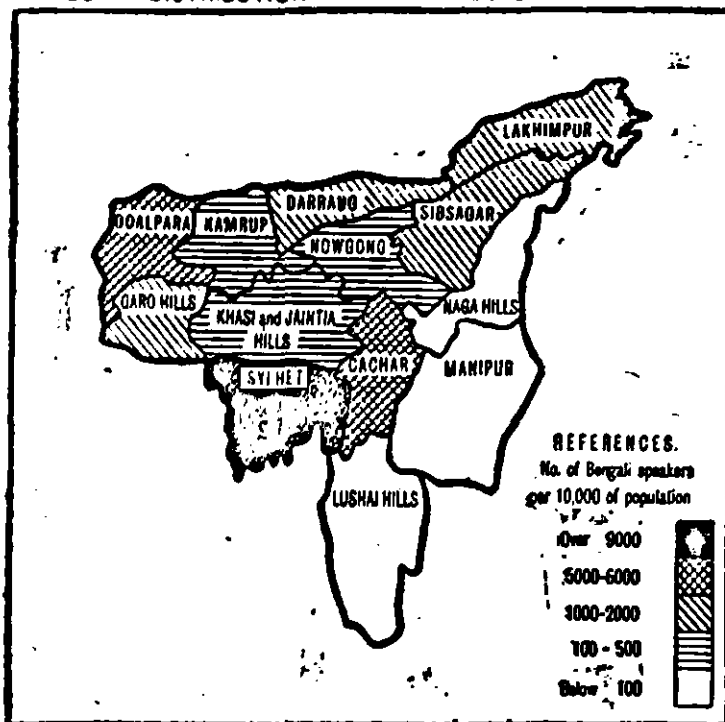 DISTRIBUTION
LAKHIMPUR
DARRANG
GOALPARA
KAMRUP
SIBSAGAR
NOWGONG
GARO HILLS
KHASI and JAINTIA
HILLS
NAGA HILLS
CACHAR
MANIPUR
SYLHET
LUSHAI HILLS
REFERENCES.
No. of Bengali speakers
per 10,000 of population
Over 9000
5000-6000
1000-2000
100 - 500
Below 100